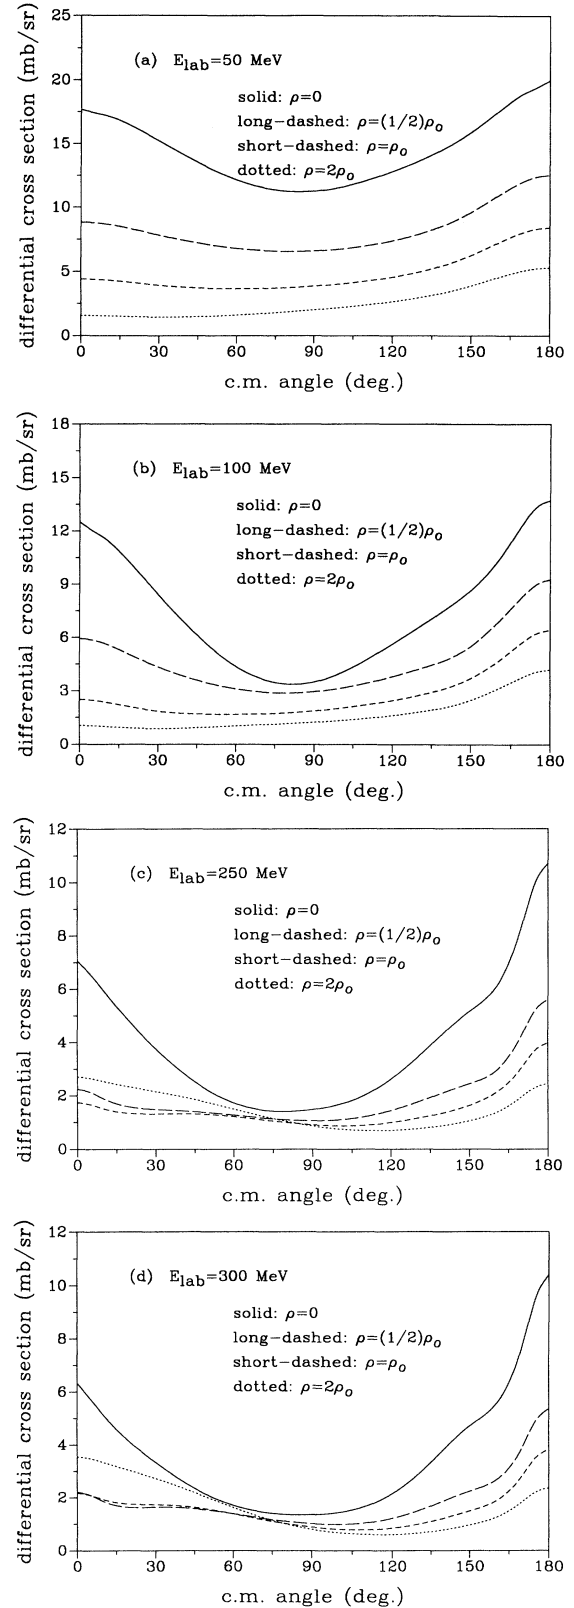 25
20
15
10
5
0
differential cross section (mb/sr)
(a) E_lab=50 MeV
solid: ρ=0
long-dashed: ρ=(1/2)ρ_o
short-dashed: ρ=ρ_o
dotted: ρ=2ρ_o
0 30 60 90 120 150 180
c.m. angle (deg.)
18
15
12
9
6
3
0
differential cross section (mb/sr)
(b) E_lab=100 MeV
solid: ρ=0
long-dashed: ρ=(1/2)ρ_o
short-dashed: ρ=ρ_o
dotted: ρ=2ρ_o
0 30 60 90 120 150 180
c.m. angle (deg.)
12
10
8
6
4
2
0
differential cross section (mb/sr)
(c) E_lab=250 MeV
solid: ρ=0
long-dashed: ρ=(1/2)ρ_o
short-dashed: ρ=ρ_o
dotted: ρ=2ρ_o
0 30 60 90 120 150 180
c.m. angle (deg.)
12
10
8
6
4
2
0
differential cross section (mb/sr)
(d) E_lab=300 MeV
solid: ρ=0
long-dashed: ρ=(1/2)ρ_o
short-dashed: ρ=ρ_o
dotted: ρ=2ρ_o
0 30 60 90 120 150 180
c.m. angle (deg.)